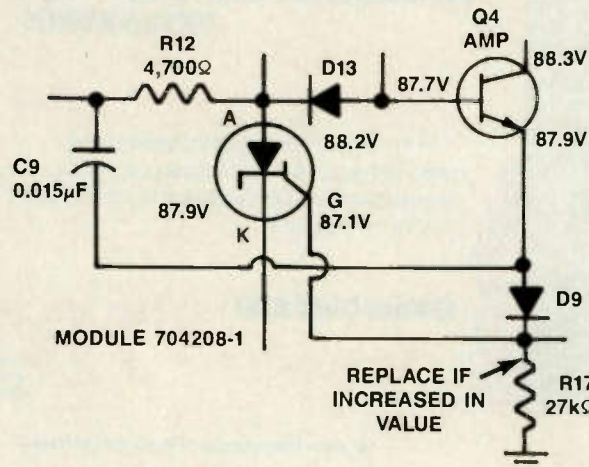 Q4
AMP
R12
4,700Ω
D13
88.3V
87.7V
A
88.2V
87.9V
C9
0.015μF
G
87.9V
87.1V
K
D9
MODULE 704208-1
REPLACE IF
INCREASED IN
VALUE
R17
27kΩ